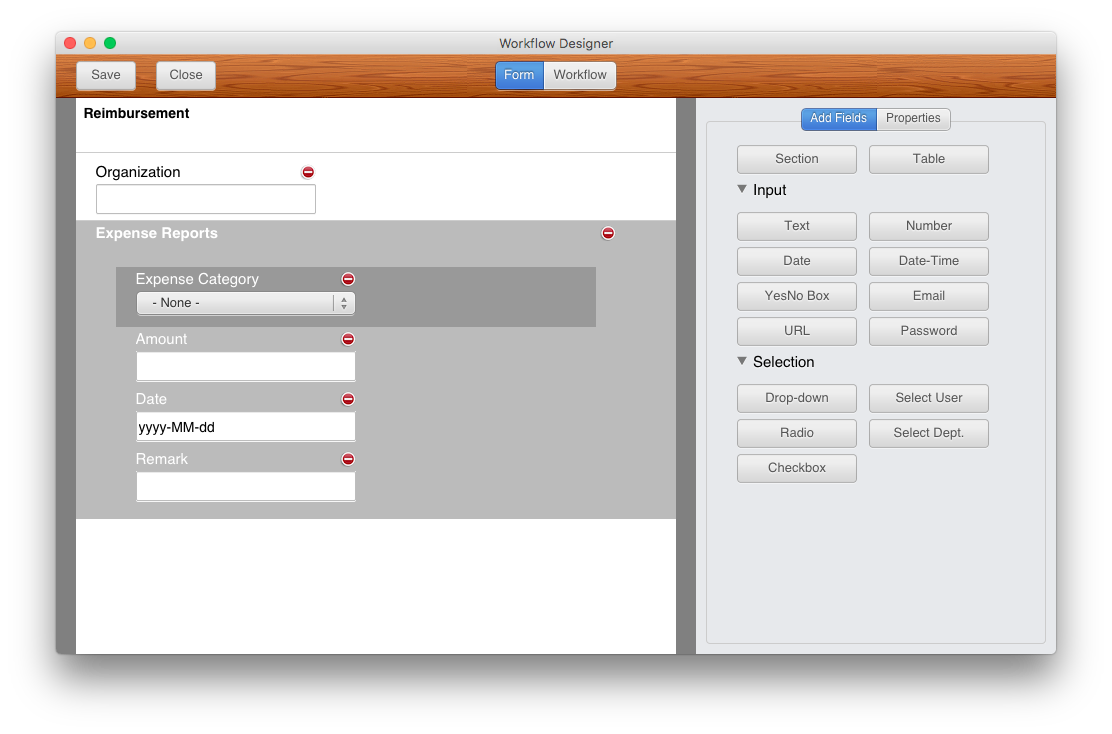 Workflow Designer
Save
Close
Form
Workflow
Reimbursement
Organization
Expense Reports
Expense Category
- None -
Amount
Date
yyyy-MM-dd
Remark
Add Fields
Properties
Section
Table
Input
Text
Number
Date
Date-Time
YesNo Box
Email
URL
Password
Selection
Drop-down
Select User
Radio
Select Dept.
Checkbox